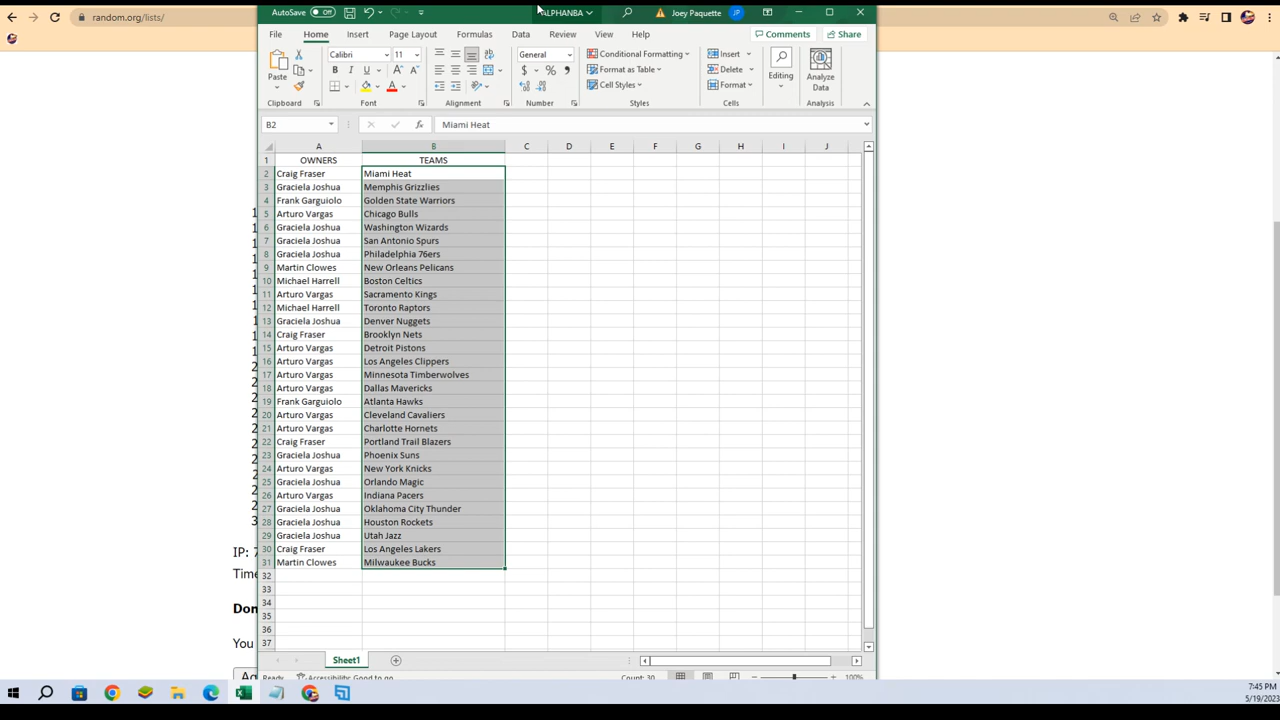 random.org/lists/
AutoSave Off ALPHANBA Joey Paquette JP
File Home Insert Page Layout Formulas Data Review View Help Comments Share
Paste Calibri 11 B I U A A A General $ % Conditional Formatting Format as Table Cell Styles Insert Delete Format Editing Analyze Data
Clipboard Font Alignment Number Styles Cells Analysis
B2 fx Miami Heat
A B C D E F G H I J
1 OWNERS TEAMS
2 Craig Fraser Miami Heat
3 Graciela Joshua Memphis Grizzlies
4 Frank Garguiolo Golden State Warriors
5 Arturo Vargas Chicago Bulls
6 Graciela Joshua Washington Wizards
7 Graciela Joshua San Antonio Spurs
8 Graciela Joshua Philadelphia 76ers
9 Martin Clowes New Orleans Pelicans
10 Michael Harrell Boston Celtics
11 Arturo Vargas Sacramento Kings
12 Michael Harrell Toronto Raptors
13 Graciela Joshua Denver Nuggets
14 Craig Fraser Brooklyn Nets
15 Arturo Vargas Detroit Pistons
16 Arturo Vargas Los Angeles Clippers
17 Arturo Vargas Minnesota Timberwolves
18 Arturo Vargas Dallas Mavericks
19 Frank Garguiolo Atlanta Hawks
20 Arturo Vargas Cleveland Cavaliers
21 Arturo Vargas Charlotte Hornets
22 Craig Fraser Portland Trail Blazers
23 Graciela Joshua Phoenix Suns
24 Arturo Vargas New York Knicks
25 Graciela Joshua Orlando Magic
26 Arturo Vargas Indiana Pacers
27 Graciela Joshua Oklahoma City Thunder
28 Graciela Joshua Houston Rockets
29 Graciela Joshua Utah Jazz
30 Craig Fraser Los Angeles Lakers
31 Martin Clowes Milwaukee Bucks
32
33
34
35
36
37
IP: 7
Time
Don
You
Sheet1
Ready Accessibility: Good to go Count: 30 100%
7:45 PM
5/19/2023